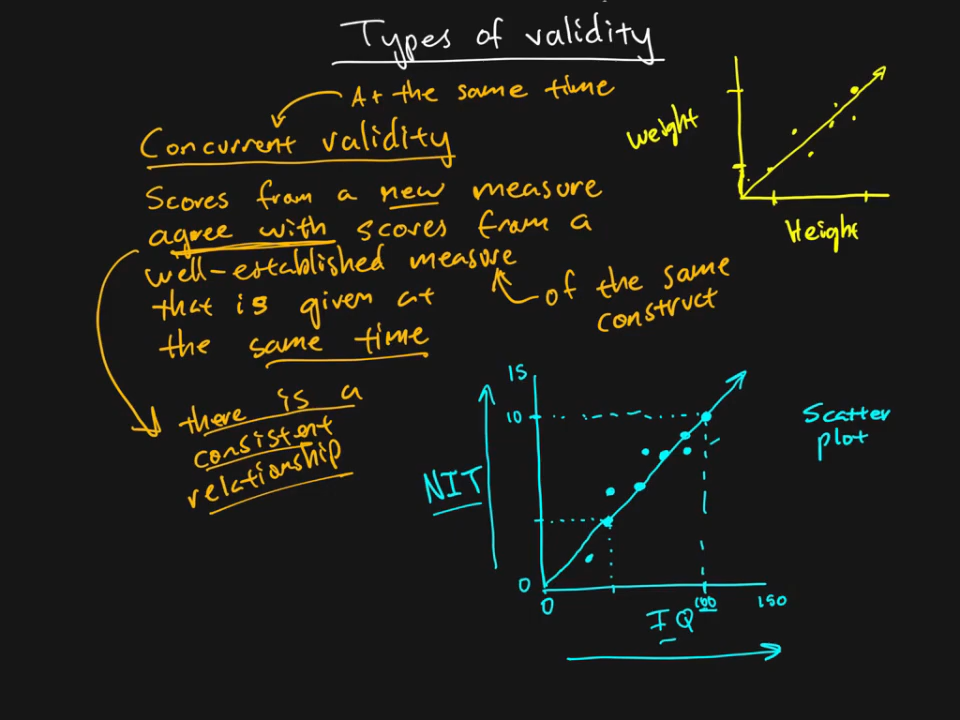 Types of validity
At the same time
Concurrent validity
Scores from a new measure
agree with scores from a
well-established measure
that is given at
the same time
of the same
construct
there is a
consistent
relationship
weight
Height
15
10
NIT
0
0
100
150
IQ
Scatter
plot